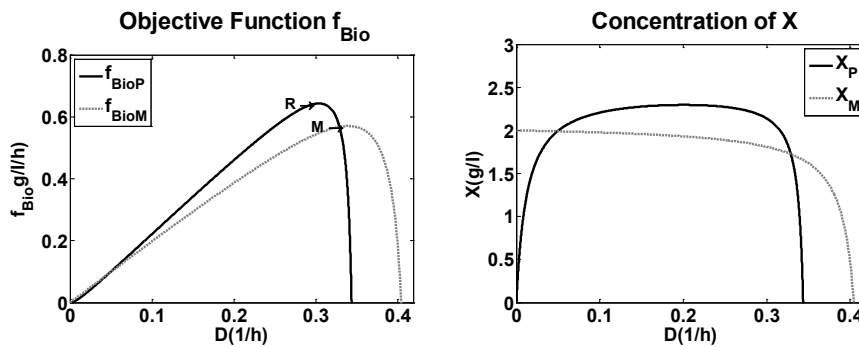 Objective Function f_Bio
f_Bio g/l/h)
0.8
0.6
0.4
0.2
0
0
0.1
0.2
0.3
0.4
D(1/h)
f_BioP
f_BioM
R
M
Concentration of X
X(g/l)
3
2.5
2
1.5
1
0.5
0
0
0.1
0.2
0.3
0.4
D(1/h)
X_P
X_M